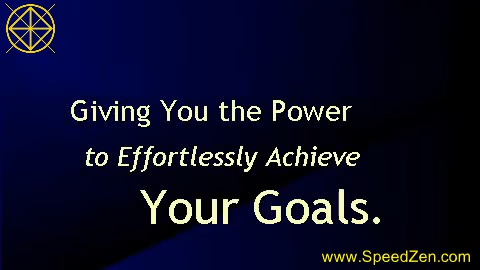 Giving You the Power
to Effortlessly Achieve
Your Goals.
www.SpeedZen.com